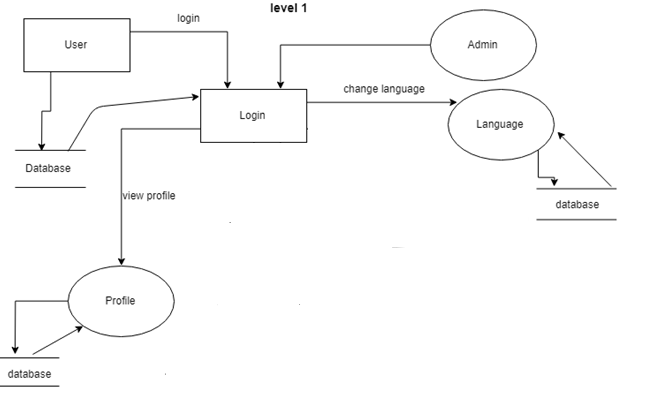 level 1
login
User
Admin
change language
Login
Language
Database
view profile
database
Profile
database